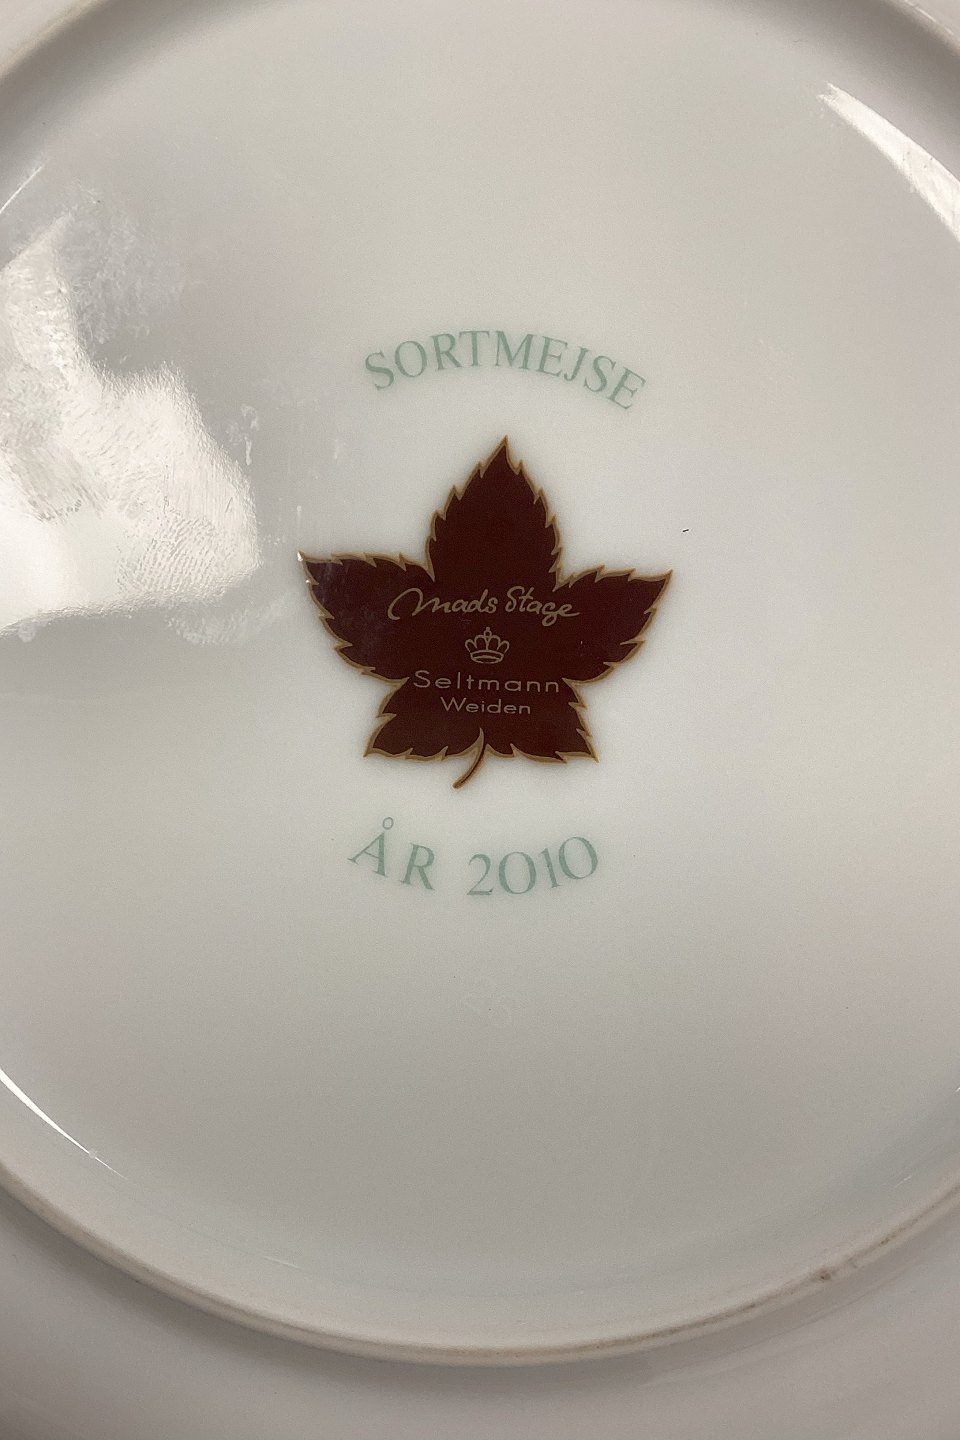 SORTMEJSE
Mads Stage
Seltmann
Weiden
ÅR 2010